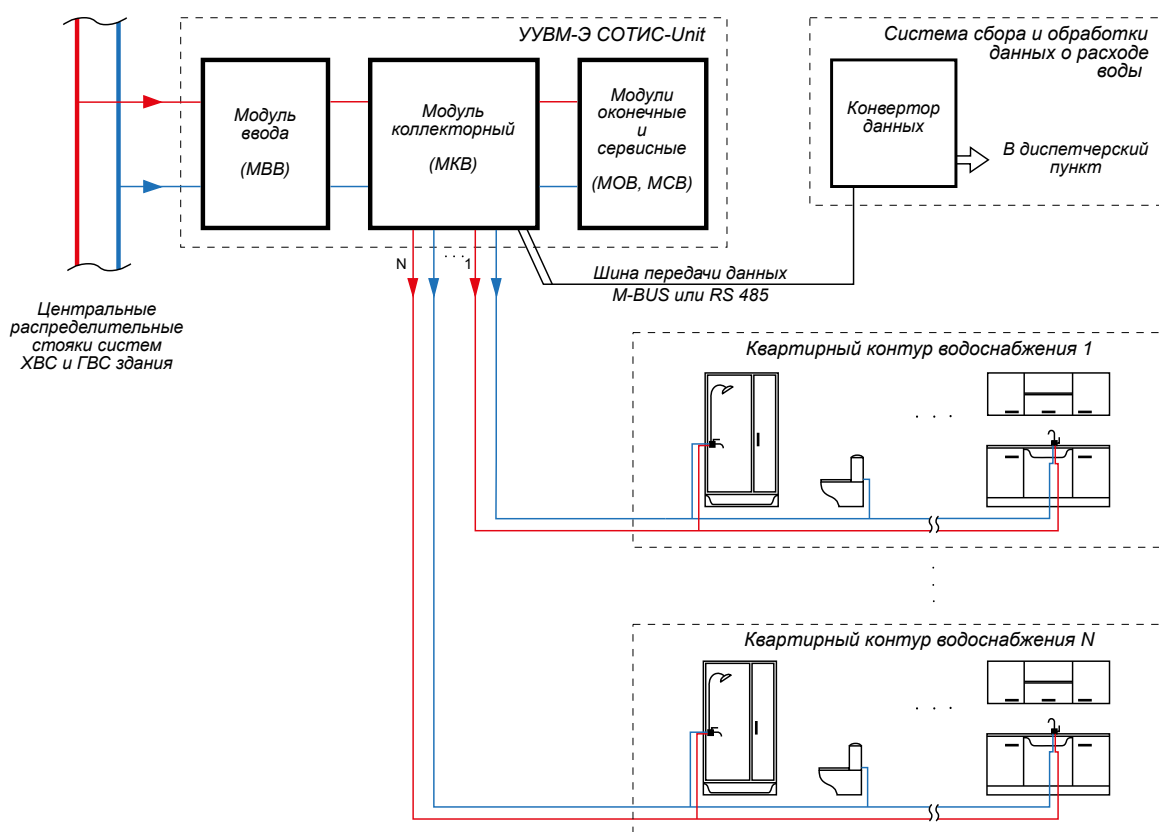 УУВМ-Э СОТИС-Unit
Модуль
ввода
(МВВ)
Модуль
коллекторный
(МКВ)
Модули
оконечные
и
сервисные
(МОВ, МСВ)
Система сбора и обработки
данных о расходе
воды
Конвертор
данных
В диспетчерский
пункт
N
. . .
1
Шина передачи данных
M-BUS или RS 485
Центральные
распределительные
стояки систем
ХВС и ГВС здания
Квартирный контур водоснабжения 1
. . .
Квартирный контур водоснабжения N
. . .